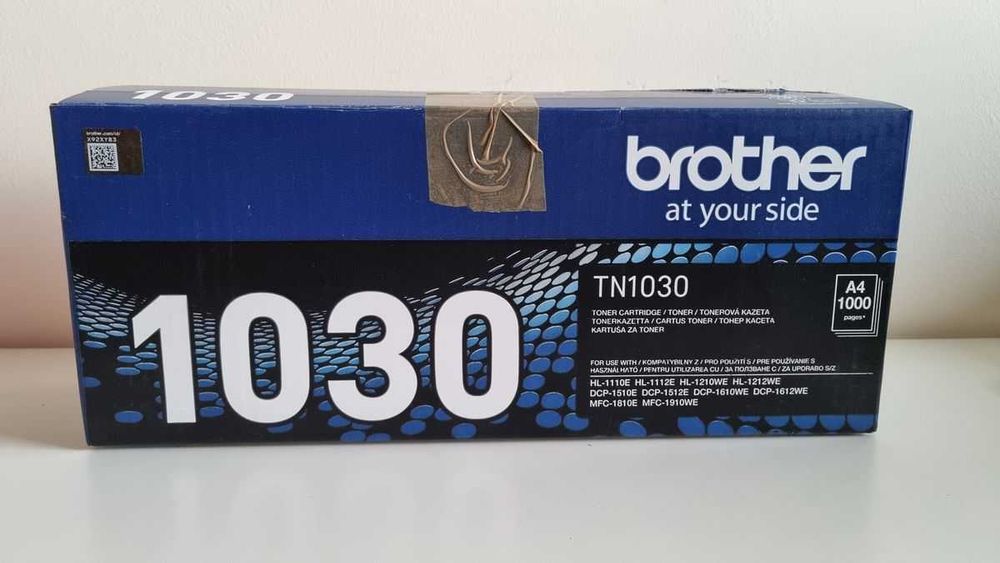 1030
brother.com/id/
X92XYB3
brother
at your side
1030
TN1030
TONER CARTRIDGE / TONER / TONEROVÁ KAZETA
TONERKAZETTA / CARTUS TONER / ТОНЕР КАСЕТА
KARTUŠA ZA TONER
A4
1000
pages*
FOR USE WITH / KOMPATYBILNY Z / PRO POUŽITÍ S / PRE POUŽÍVANIE S
HASZNÁLHATÓ / PENTRU UTILIZAREA CU / ЗА ПОЛЗВАНЕ С / ZA UPORABO S/Z
HL-1110E HL-1112E HL-1210WE HL-1212WE
DCP-1510E DCP-1512E DCP-1610WE DCP-1612WE
MFC-1810E MFC-1910WE